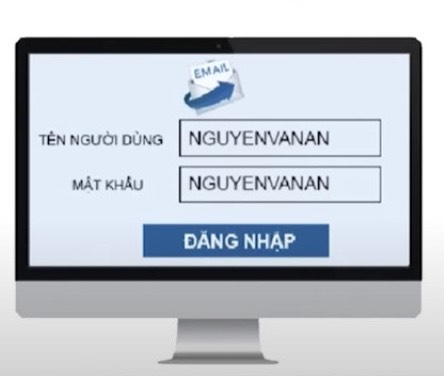 EMAIL
TÊN NGƯỜI DÙNG NGUYENVANAN
MẬT KHẨU NGUYENVANAN
ĐĂNG NHẬP